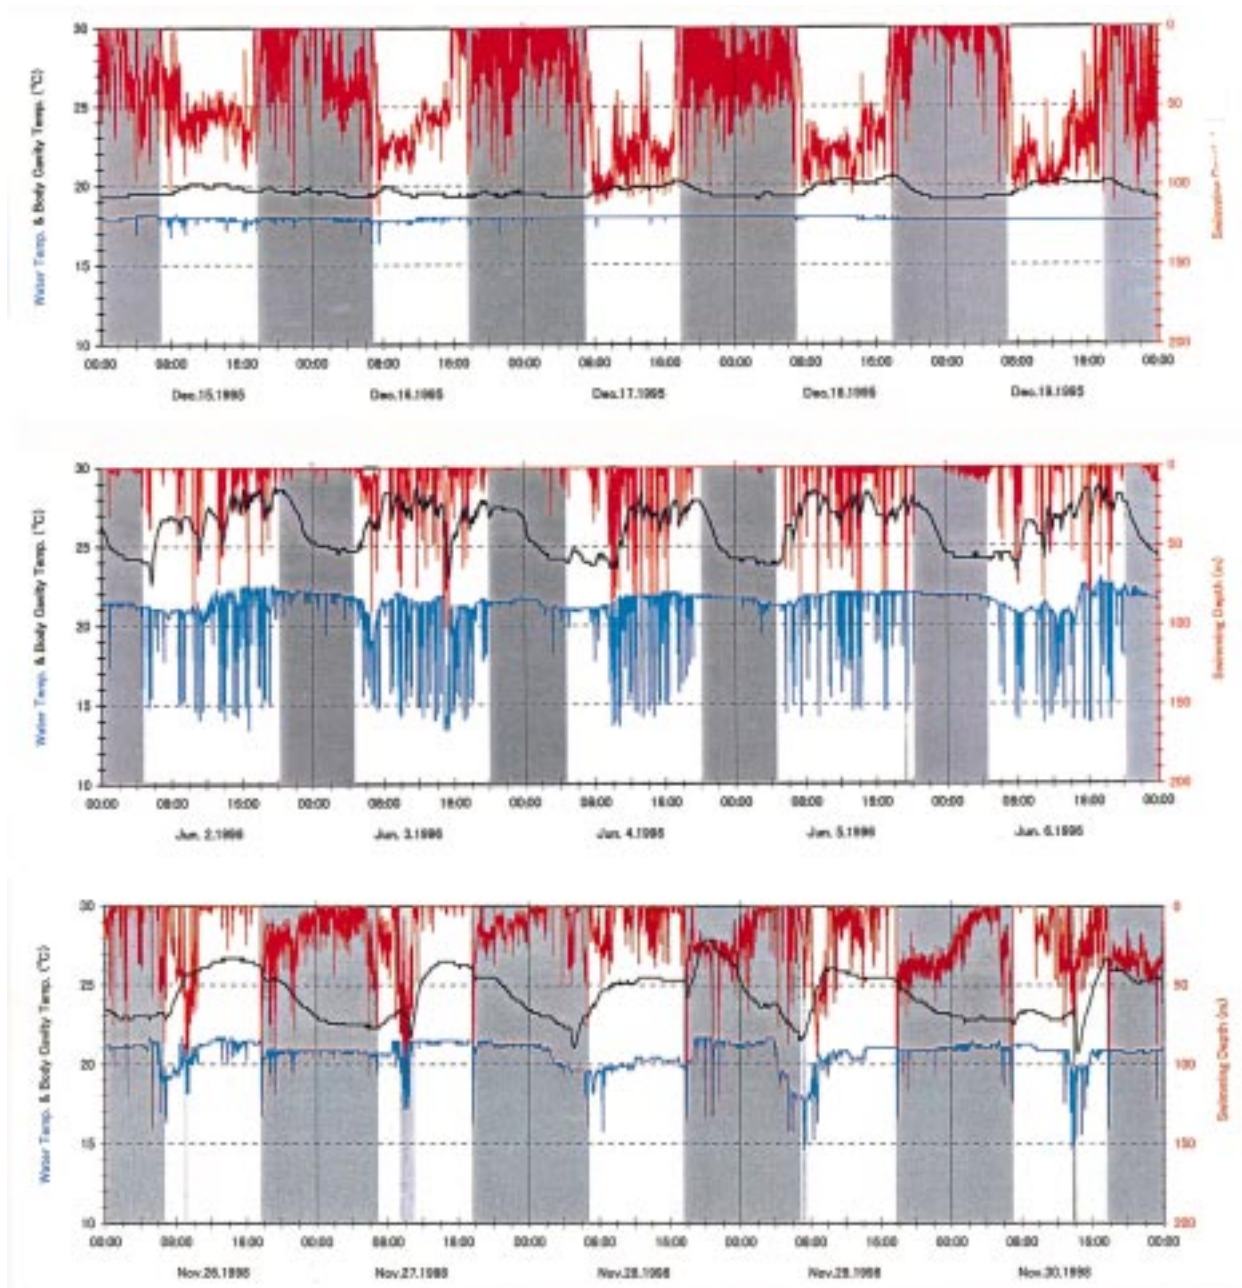 Water Temp. & Body Cavity Temp. (°C)
30
25
20
15
10
0
50
100
150
200
00:00 08:00 16:00 00:00 08:00 16:00 00:00 08:00 16:00 00:00 08:00 16:00 00:00 08:00 16:00 00:00
Dec.15.1995 Dec.16.1995 Dec.17.1995 Dec.18.1995 Dec.19.1995
Water Temp. & Body Cavity Temp. (°C)
30
25
20
15
10
0
50
100
150
200
Swimming Depth (m)
00:00 08:00 16:00 00:00 08:00 16:00 00:00 08:00 16:00 00:00 08:00 16:00 00:00 08:00 16:00 00:00
Jun. 2.1996 Jun. 3.1996 Jun. 4.1996 Jun. 5.1996 Jun. 6.1996
Water Temp. & Body Cavity Temp. (°C)
30
25
20
15
10
0
50
100
150
200
Swimming Depth (m)
00:00 08:00 16:00 00:00 08:00 16:00 00:00 08:00 16:00 00:00 08:00 16:00 00:00 08:00 16:00 00:00
Nov.26.1998 Nov.27.1998 Nov.28.1998 Nov.29.1998 Nov.30.1998